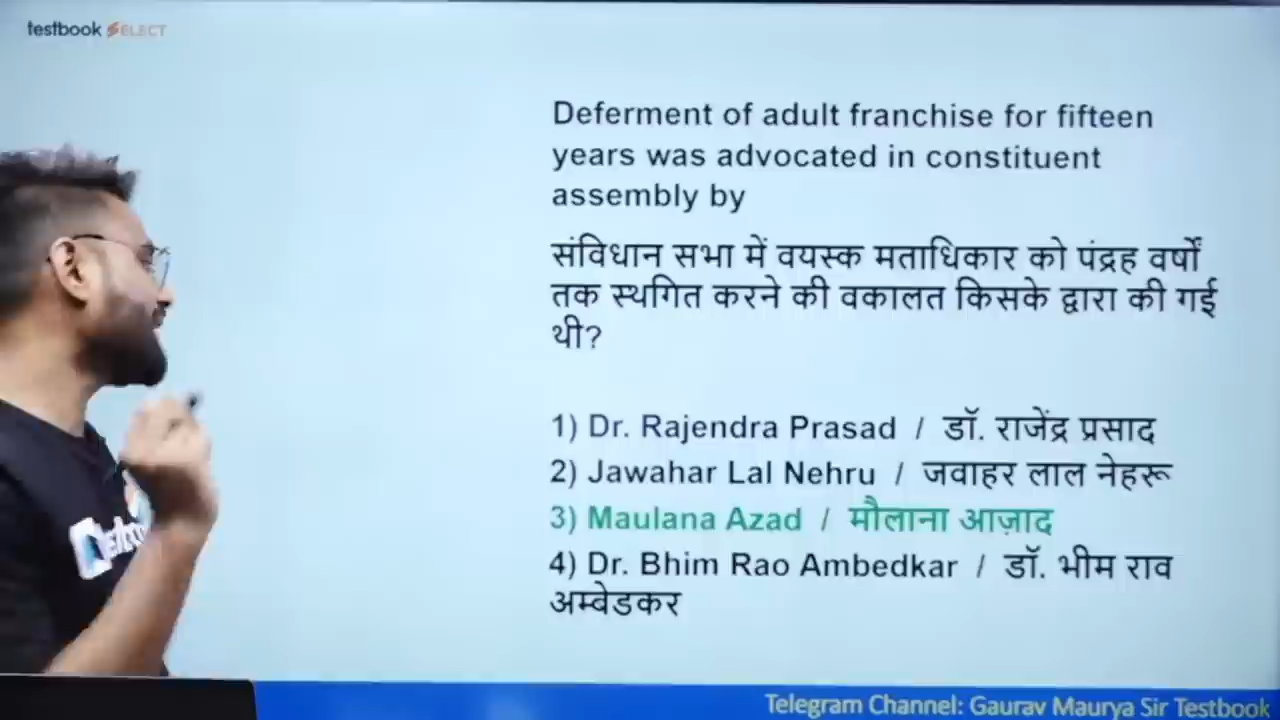 testbook SELECT
Deferment of adult franchise for fifteen
years was advocated in constituent
assembly by
संविधान सभा में वयस्क मताधिकार को पंद्रह वर्षों
तक स्थगित करने की वकालत किसके द्वारा की गई
थी?
1) Dr. Rajendra Prasad / डॉ. राजेंद्र प्रसाद
2) Jawahar Lal Nehru / जवाहर लाल नेहरू
3) Maulana Azad / मौलाना आज़ाद
4) Dr. Bhim Rao Ambedkar / डॉ. भीम राव
अम्बेडकर
Telegram Channel: Gaurav Maurya Sir Testbook